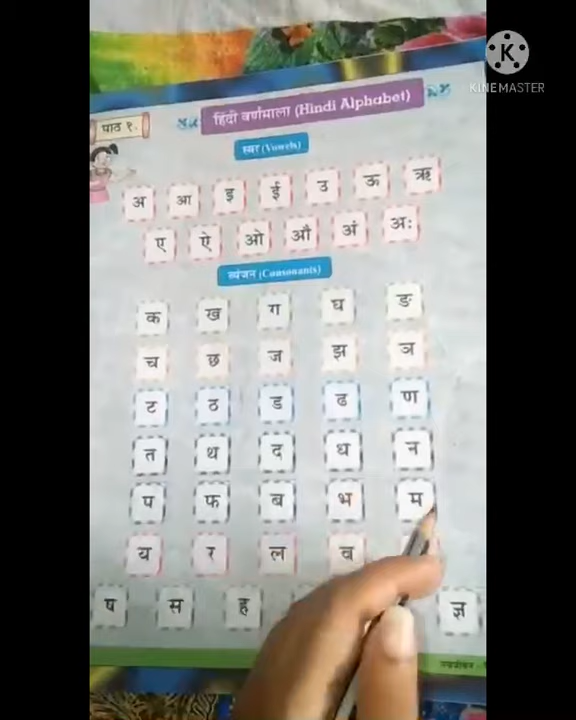 K
KINEMASTER
पाठ १.
हिंदी वर्णमाला (Hindi Alphabet)
स्वर (Vowels)
अ आ इ ई उ ऊ ऋ
ए ऐ ओ औ अं अः
व्यंजन (Consonants)
क ख ग घ ङ
च छ ज झ ञ
ट ठ ड ढ ण
त थ द ध न
प फ ब भ म
य र ल व
ष स ह ज्ञ